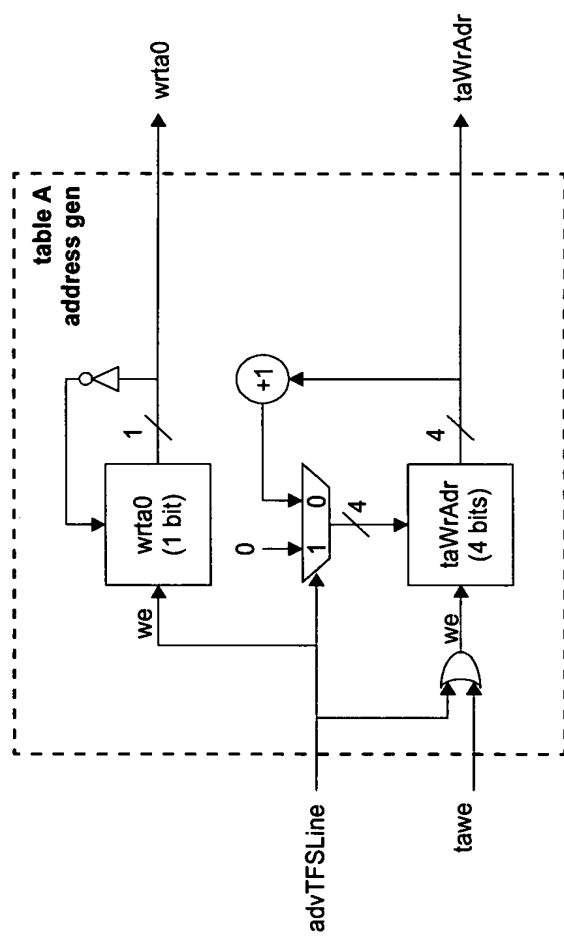 table A
address gen
wrta0
1
wrta0
(1 bit)
we
+1
0
1 0
4
taWrAdr
4
taWrAdr
(4 bits)
we
advTFSLine
tawe